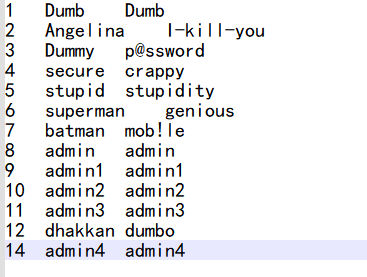 1 Dumb Dumb
2 Angelina I-kill-you
3 Dummy p@ssword
4 secure crappy
5 stupid stupidity
6 superman genious
7 batman mob!le
8 admin admin
9 admin1 admin1
10 admin2 admin2
11 admin3 admin3
12 dhakkan dumbo
14 admin4 admin4